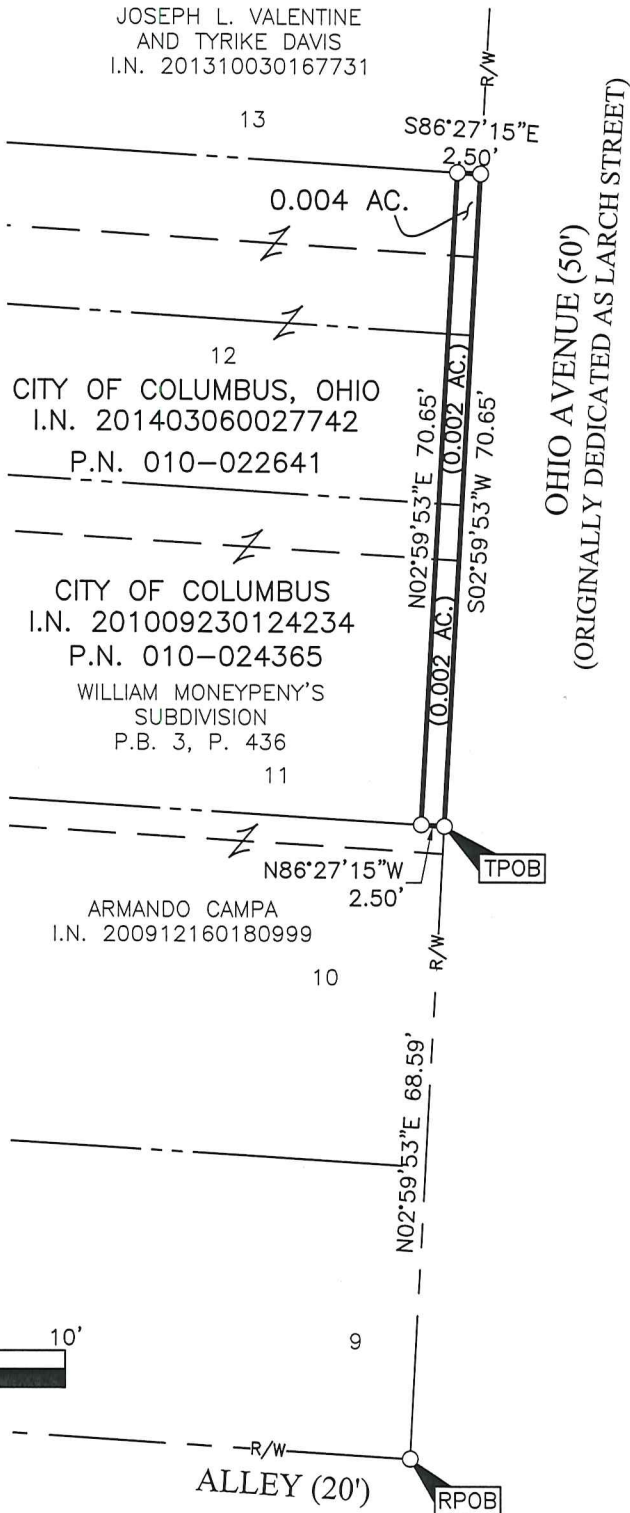 JOSEPH L. VALENTINE
AND TYRIKE DAVIS
I.N. 201310030167731
R/W
13
S86°27'15"E
2.50'
0.004 AC.
OHIO AVENUE (50')
(ORIGINALLY DEDICATED AS LARCH STREET)
12
CITY OF COLUMBUS, OHIO
I.N. 201403060027742
P.N. 010-022641
N02°59'53"E 70.65'
(0.002 AC.)
S02°59'53"W 70.65'
CITY OF COLUMBUS
I.N. 201009230124234
P.N. 010-024365
(0.002 AC.)
WILLIAM MONEYPENY'S
SUBDIVISION
P.B. 3, P. 436
11
N86°27'15"W
2.50'
TPOB
ARMANDO CAMPA
I.N. 200912160180999
R/W
10
N02°59'53"E 68.59'
10'
9
R/W
ALLEY (20')
RPOB